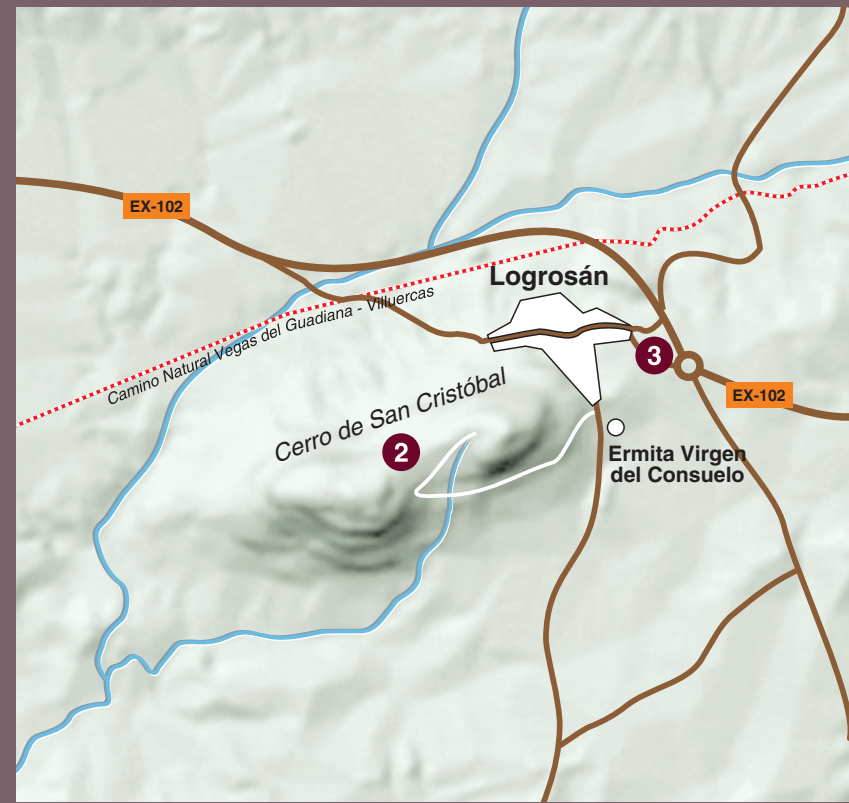 EX-102
Logrosán
Camino Natural Vegas del Guadiana - Villuercas
3
EX-102
Cerro de San Cristóbal
2
Ermita Virgen
del Consuelo